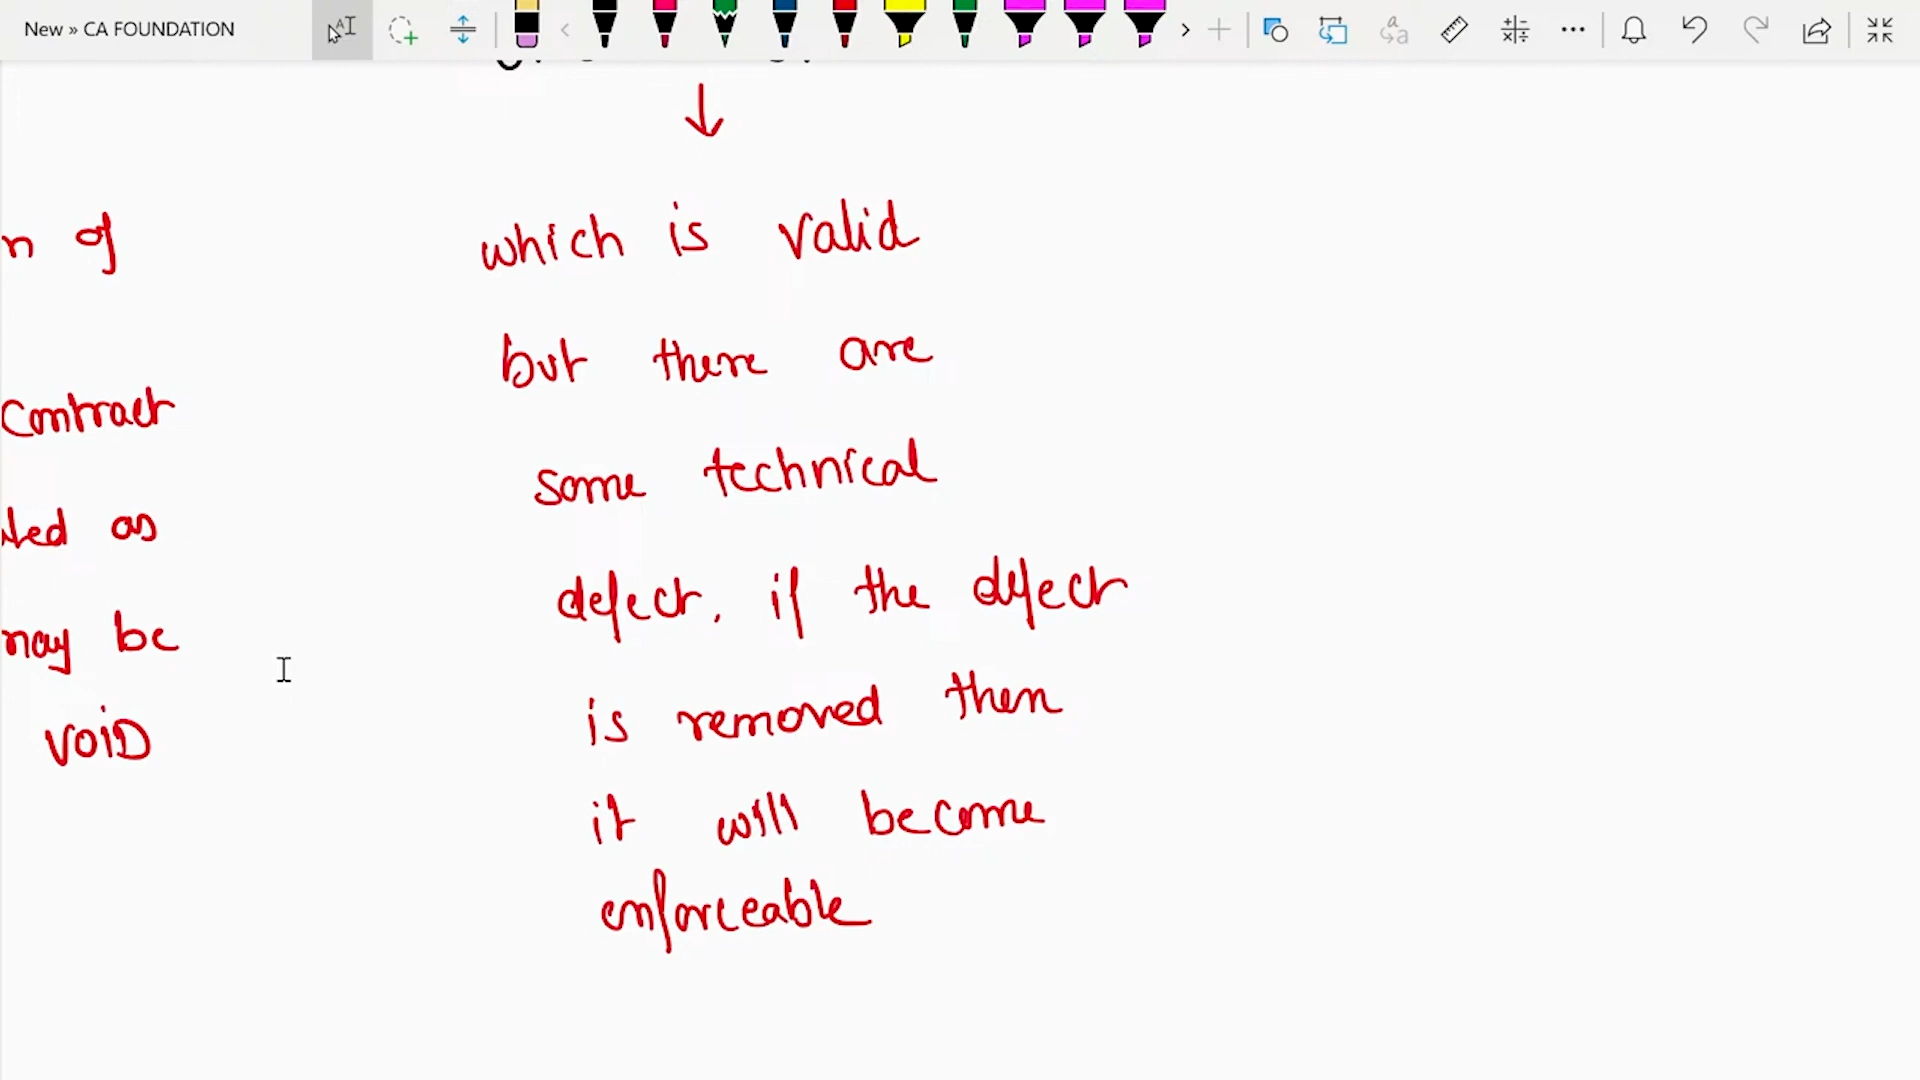 New » CA FOUNDATION
n of
Contract
ated as
may be
VOID
which is valid
but there are
some technical
defect, if the defect
is removed then
it will become
enforceable